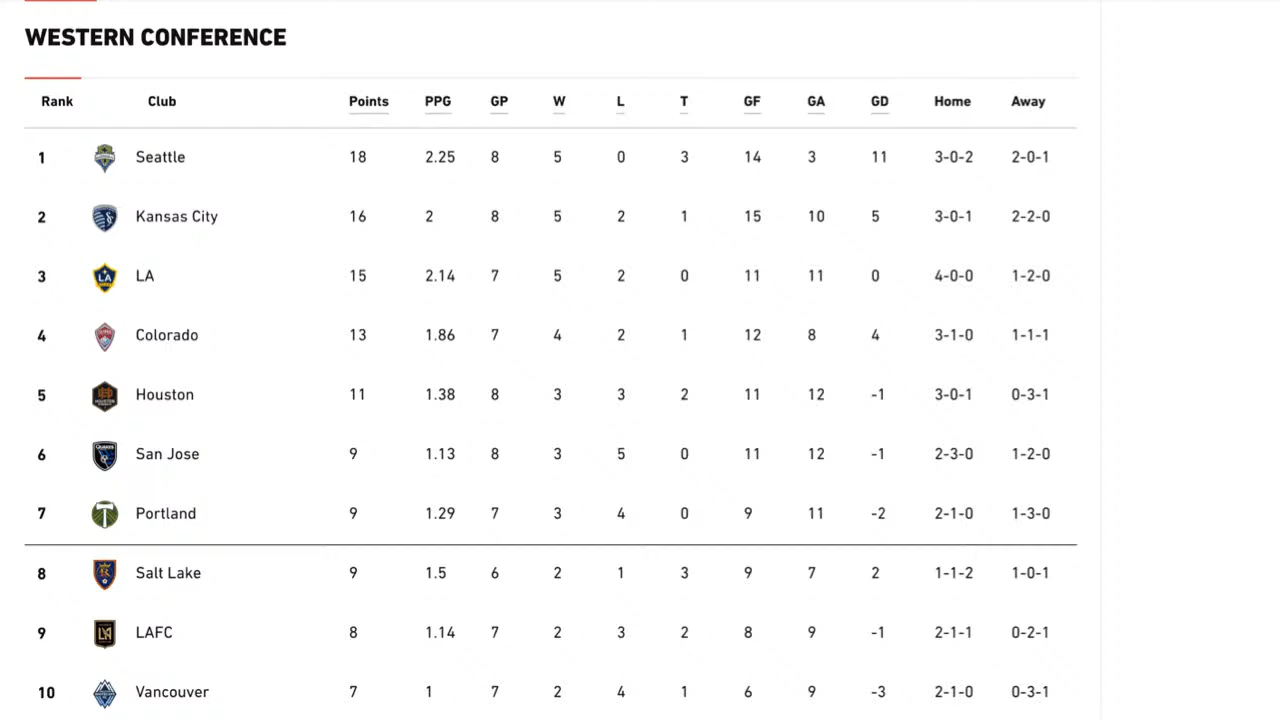 WESTERN CONFERENCE
Rank Club Points PPG GP W L T GF GA GD Home Away
1 Seattle 18 2.25 8 5 0 3 14 3 11 3-0-2 2-0-1
2 Kansas City 16 2 8 5 2 1 15 10 5 3-0-1 2-2-0
3 LA 15 2.14 7 5 2 0 11 11 0 4-0-0 1-2-0
4 Colorado 13 1.86 7 4 2 1 12 8 4 3-1-0 1-1-1
5 Houston 11 1.38 8 3 3 2 11 12 -1 3-0-1 0-3-1
6 San Jose 9 1.13 8 3 5 0 11 12 -1 2-3-0 1-2-0
7 Portland 9 1.29 7 3 4 0 9 11 -2 2-1-0 1-3-0
8 Salt Lake 9 1.5 6 2 1 3 9 7 2 1-1-2 1-0-1
9 LAFC 8 1.14 7 2 3 2 8 9 -1 2-1-1 0-2-1
10 Vancouver 7 1 7 2 4 1 6 9 -3 2-1-0 0-3-1